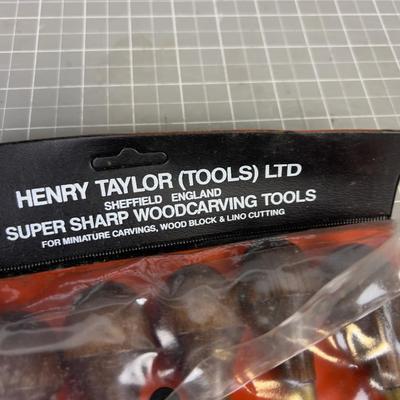 HENRY TAYLOR (TOOLS) LTD
SHEFFIELD ENGLAND
SUPER SHARP WOODCARVING TOOLS
FOR MINIATURE CARVINGS, WOOD BLOCK & LINO CUTTING